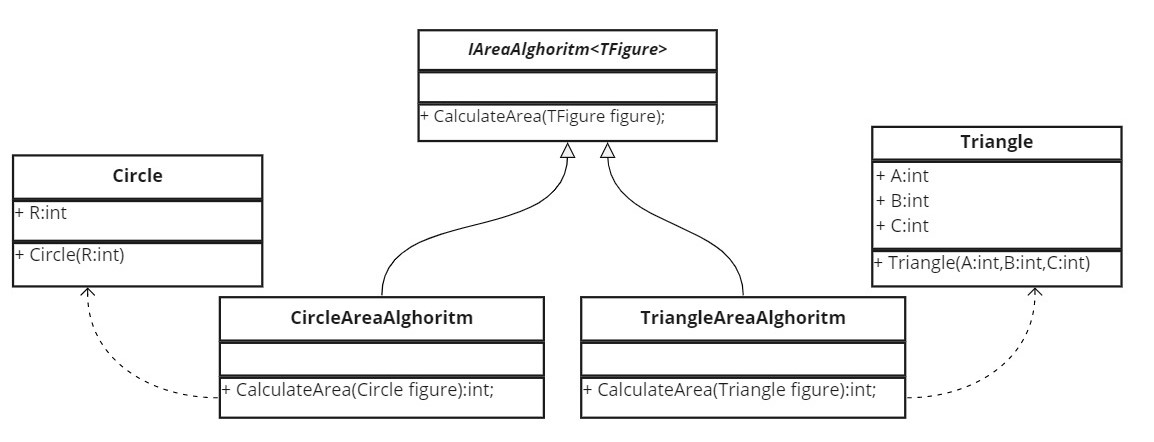 IAreaAlghoritm<TFigure>
+ CalculateArea(TFigure figure);
Circle
+ R:int
+ Circle(R:int)
Triangle
+ A:int
+ B:int
+ C:int
+ Triangle(A:int,B:int,C:int)
CircleAreaAlghoritm
+ CalculateArea(Circle figure):int;
TriangleAreaAlghoritm
+ CalculateArea(Triangle figure):int;